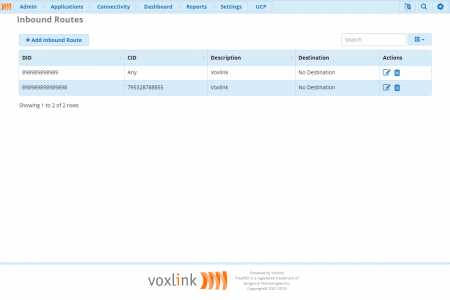 Admin Applications Connectivity Dashboard Reports Settings UCP
Inbound Routes
+ Add Inbound Route
Search
DID CID Description Destination Actions
898989898989 Any Voxlink No Destination
898989898989898 795328788855 Voxlink No Destination
Showing 1 to 2 of 2 rows
voxlink
Powered by Voxlink
FreePBX is a registered trademark of
Sangoma Technologies Inc.
Copyright© 2007-2018